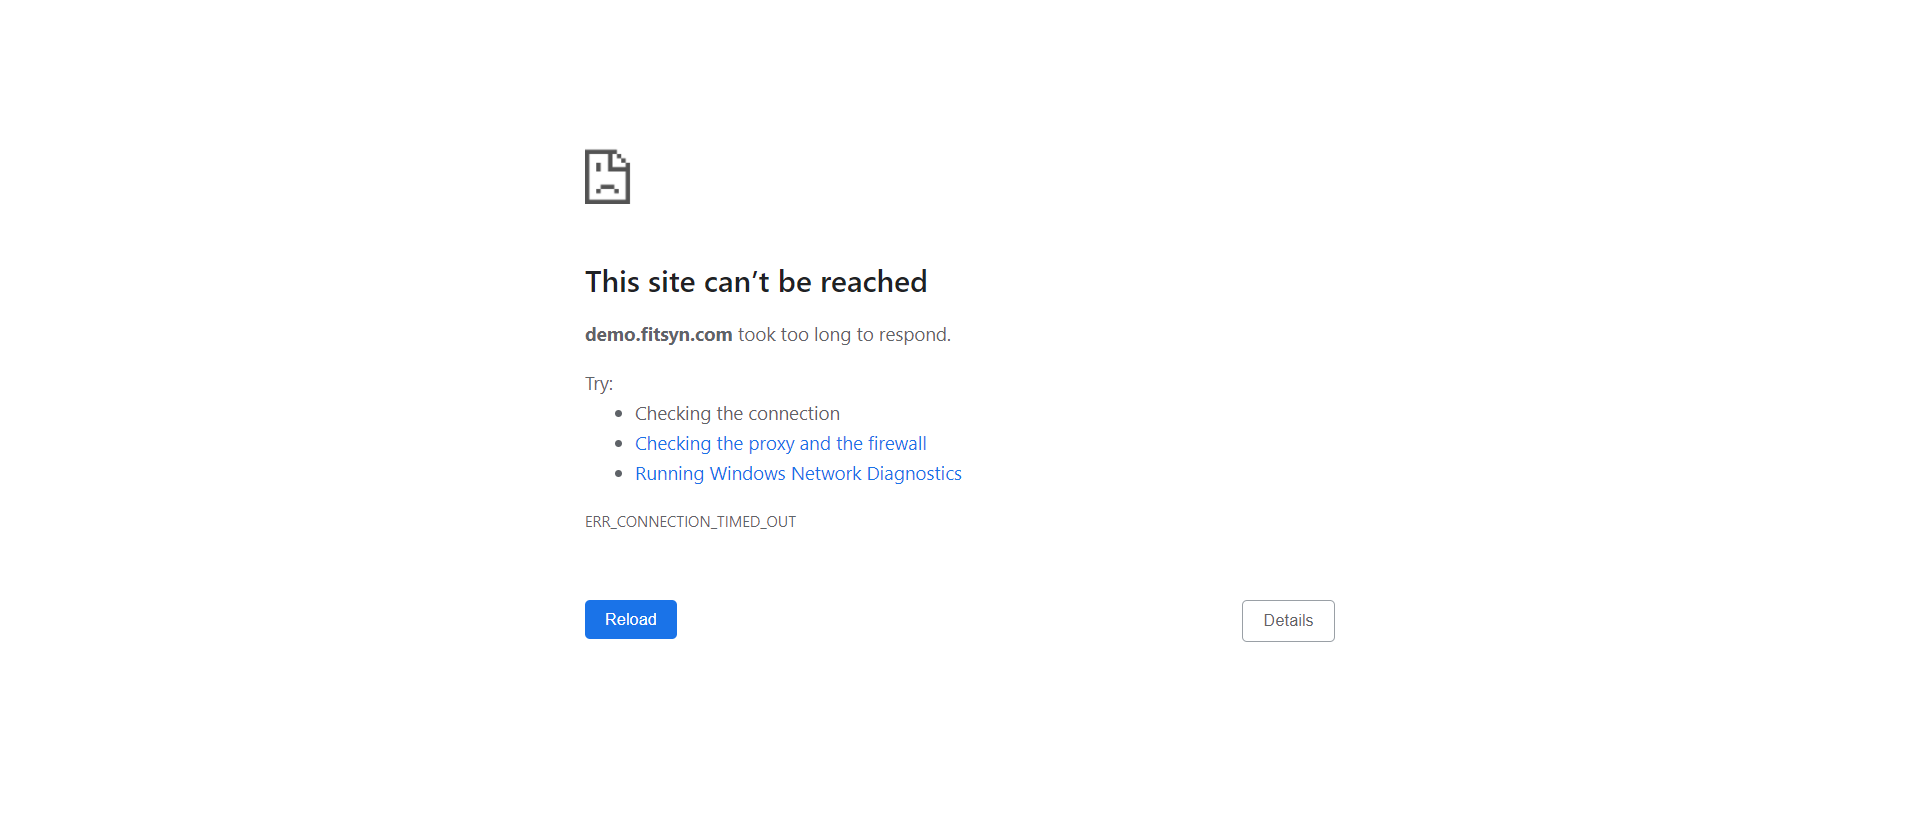 This site can’t be reached
demo.fitsyn.com took too long to respond.
Try:
Checking the connection
Checking the proxy and the firewall
Running Windows Network Diagnostics
ERR_CONNECTION_TIMED_OUT
Reload
Details